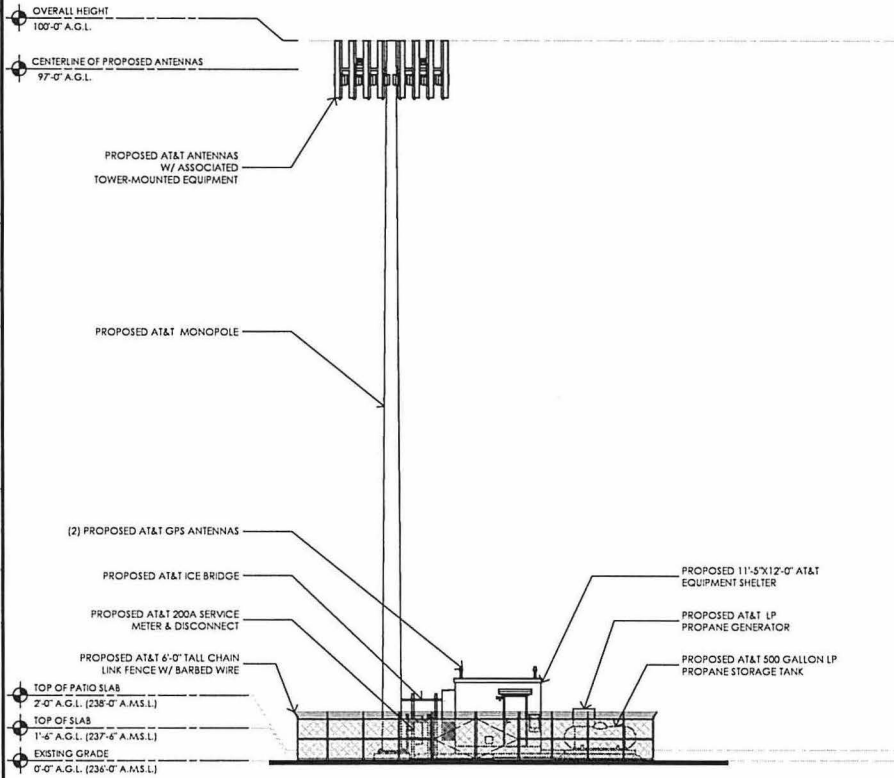 OVERALL HEIGHT
100'-0" A.G.L.
CENTERLINE OF PROPOSED ANTENNAS
97'-0" A.G.L.
PROPOSED AT&T ANTENNAS
W/ ASSOCIATED
TOWER-MOUNTED EQUIPMENT
PROPOSED AT&T MONOPOLE
(2) PROPOSED AT&T GPS ANTENNAS
PROPOSED AT&T ICE BRIDGE
PROPOSED AT&T 200A SERVICE
METER & DISCONNECT
PROPOSED AT&T 6'-0" TALL CHAIN
LINK FENCE W/ BARBED WIRE
TOP OF PATIO SLAB
2'-0" A.G.L. (238'-0" A.M.S.L.)
TOP OF SLAB
1'-6" A.G.L. (237'-6" A.M.S.L.)
EXISTING GRADE
0'-0" A.G.L. (236'-0" A.M.S.L.)
PROPOSED 11'-5"X12'-0" AT&T
EQUIPMENT SHELTER
PROPOSED AT&T LP
PROPANE GENERATOR
PROPOSED AT&T 500 GALLON LP
PROPANE STORAGE TANK